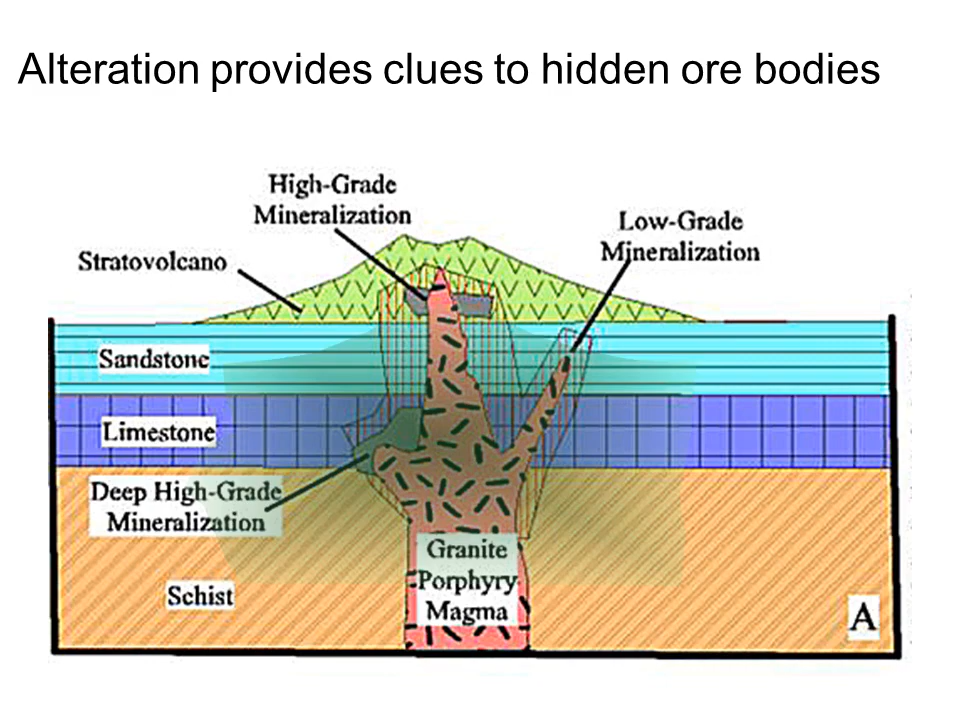 Alteration provides clues to hidden ore bodies
High-Grade
Mineralization
Low-Grade
Mineralization
Stratovolcano
Sandstone
Limestone
Deep High-Grade
Mineralization
Granite
Porphyry
Magma
Schist
A